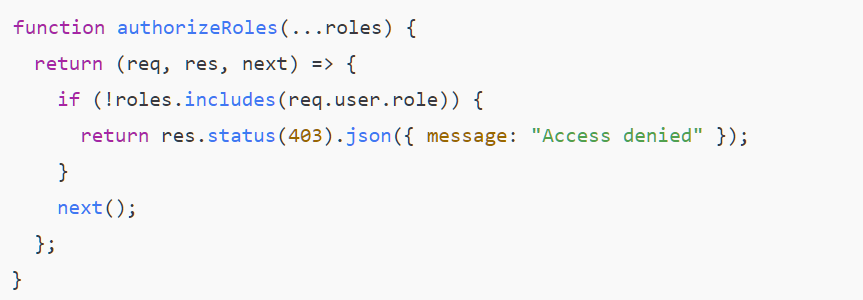 function authorizeRoles(...roles) {
  return (req, res, next) => {
    if (!roles.includes(req.user.role)) {
      return res.status(403).json({ message: "Access denied" });
    }
    next();
  };
}